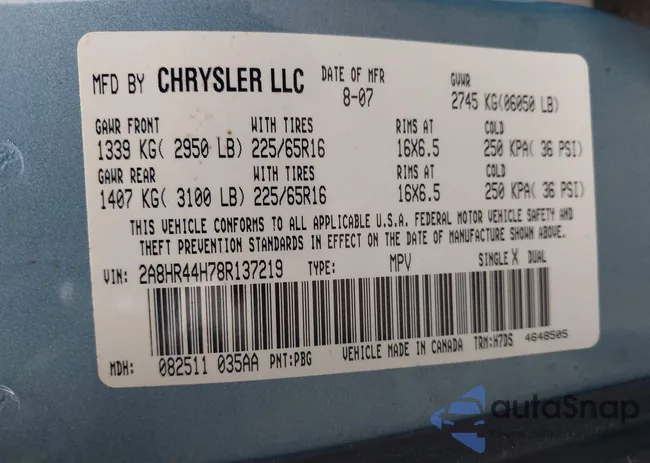 MFD BY CHRYSLER LLC DATE OF MFR GVWR
8-07 2745 KG(06050 LB)
GAWR FRONT WITH TIRES RIMS AT COLD
1339 KG( 2950 LB) 225/65R16 16X6.5 250 KPA( 36 PSI)
GAWR REAR WITH TIRES RIMS AT COLD
1407 KG( 3100 LB) 225/65R16 16X6.5 250 KPA( 36 PSI)
THIS VEHICLE CONFORMS TO ALL APPLICABLE U.S.A. FEDERAL MOTOR VEHICLE SAFETY AND
THEFT PREVENTION STANDARDS IN EFFECT ON THE DATE OF MANUFACTURE SHOWN ABOVE.
VIN: 2A8HR44H78R137219 TYPE: MPV SINGLE X DUAL
MDH: 082511 035AA PNT:PBG VEHICLE MADE IN CANADA TRM:H7DS 4648505
autoSnap